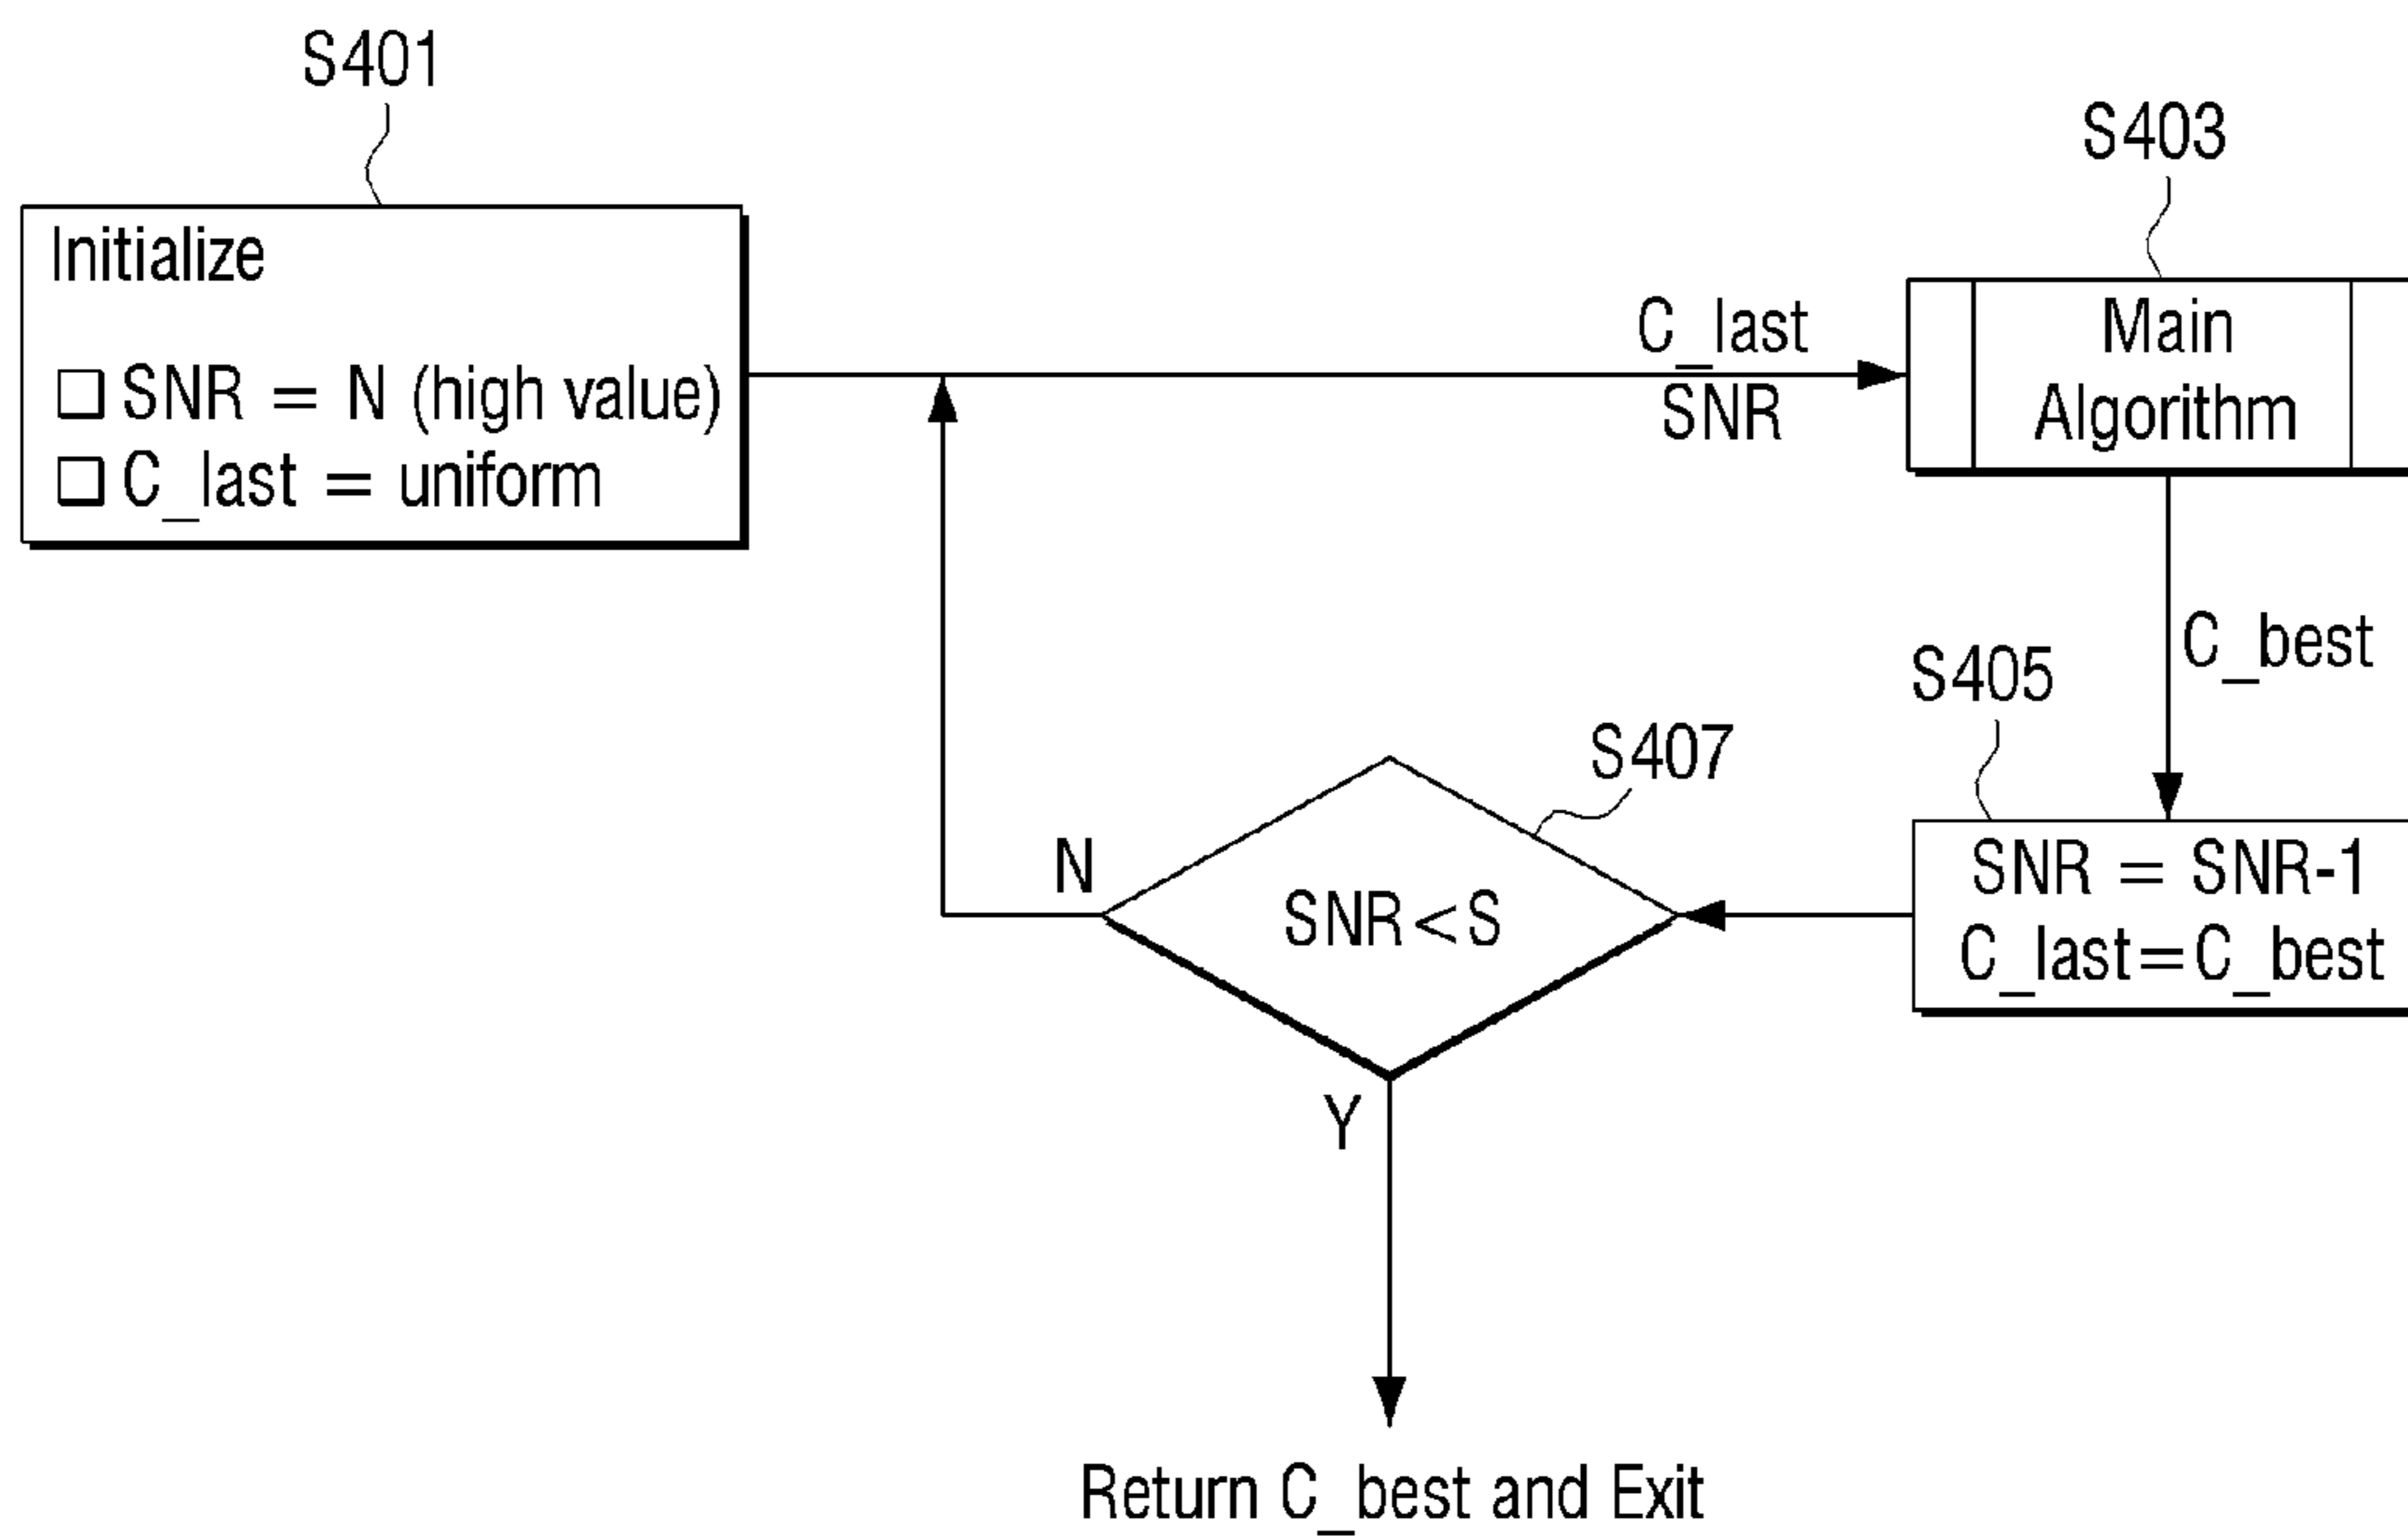 S401
Initialize
SNR = N (high value)
C_last = uniform
C_last
SNR
S403
Main
Algorithm
C_best
S405
SNR = SNR-1
C_last=C_best
S407
SNR<S
N
Y
Return C_best and Exit